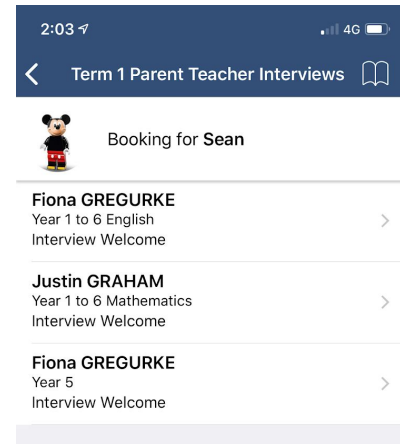 2:03
4G
Term 1 Parent Teacher Interviews
Booking for Sean
Fiona GREGURKE
Year 1 to 6 English
Interview Welcome
Justin GRAHAM
Year 1 to 6 Mathematics
Interview Welcome
Fiona GREGURKE
Year 5
Interview Welcome